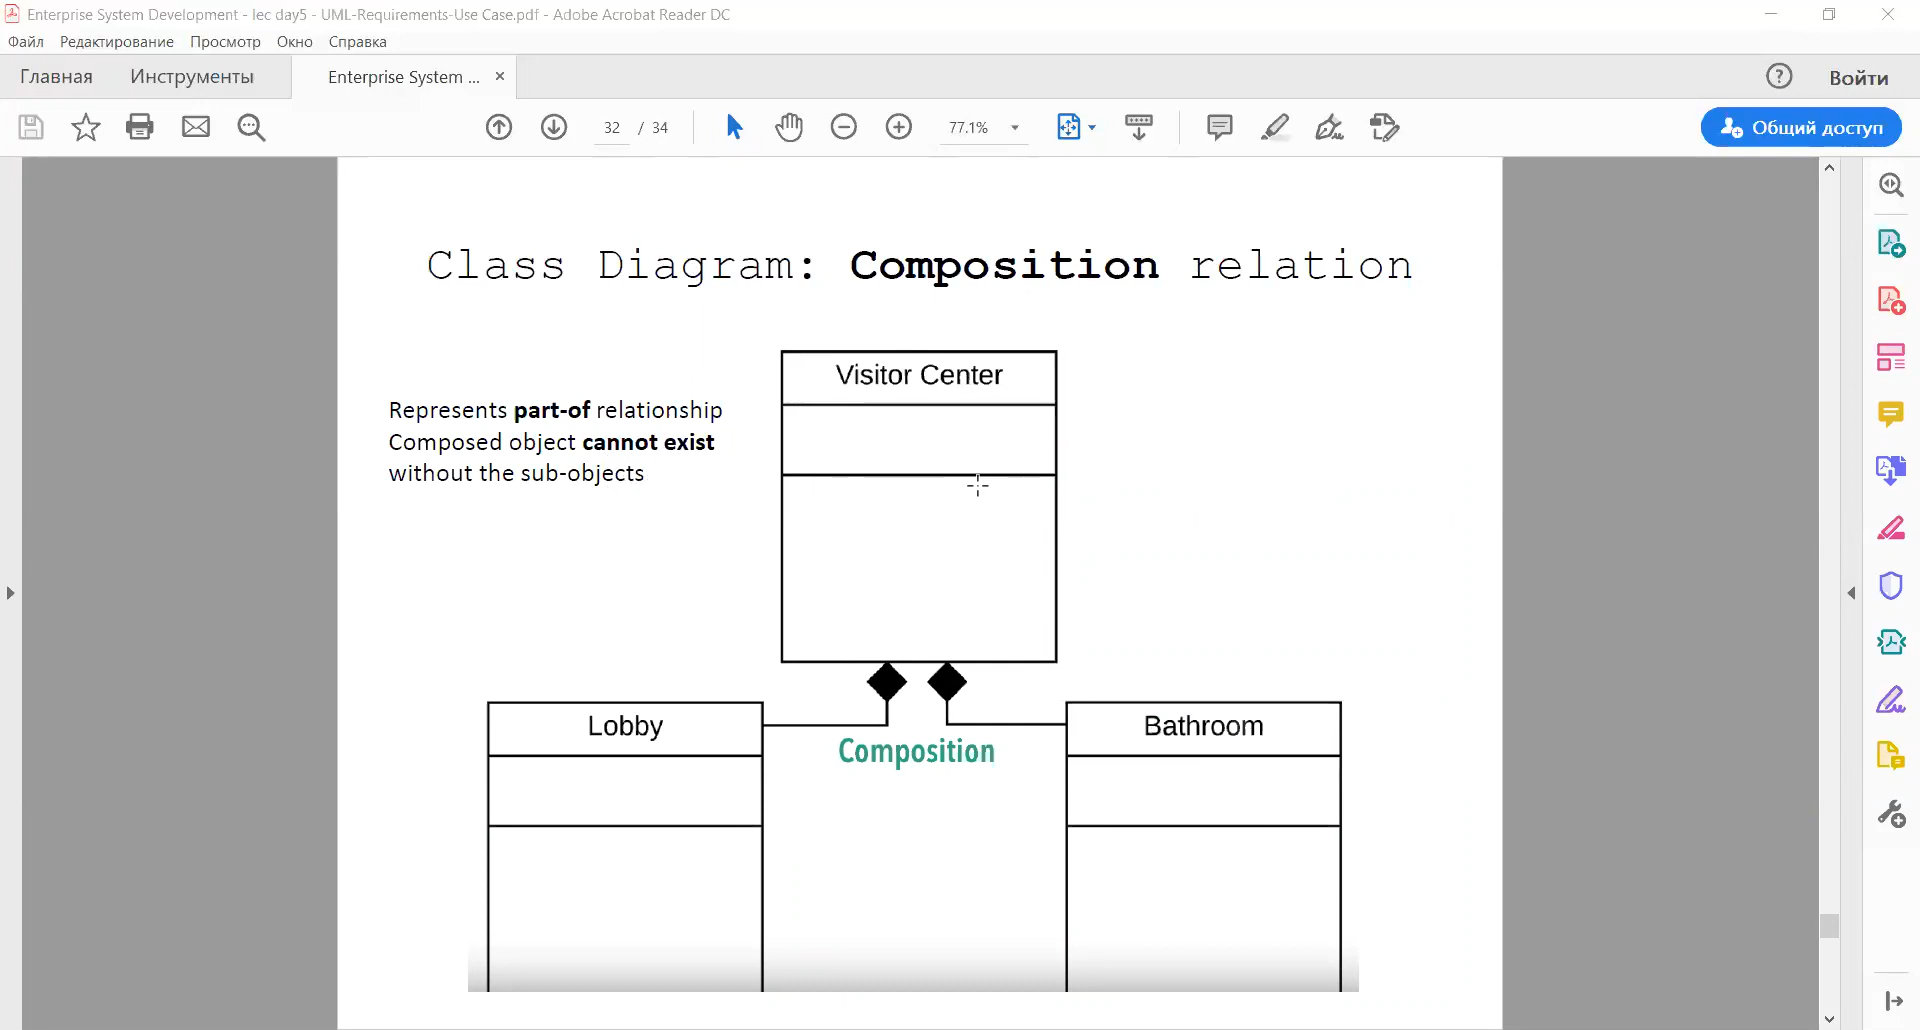 Enterprise System Development - lec day5 - UML-Requirements-Use Case.pdf - Adobe Acrobat Reader DC
Файл Редактирование Просмотр Окно Справка
Главная Инструменты Enterprise System ... × Войти
32 / 34 77.1% Общий доступ
Class Diagram: Composition relation
Visitor Center
Represents part-of relationship
Composed object cannot exist
without the sub-objects
Lobby
Bathroom
Composition